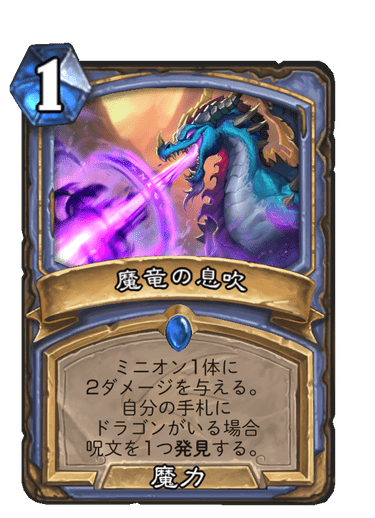 1
魔竜の息吹
ミニオン1体に
2ダメージを与える。
自分の手札に
ドラゴンがいる場合
呪文を1つ発見する。
魔力